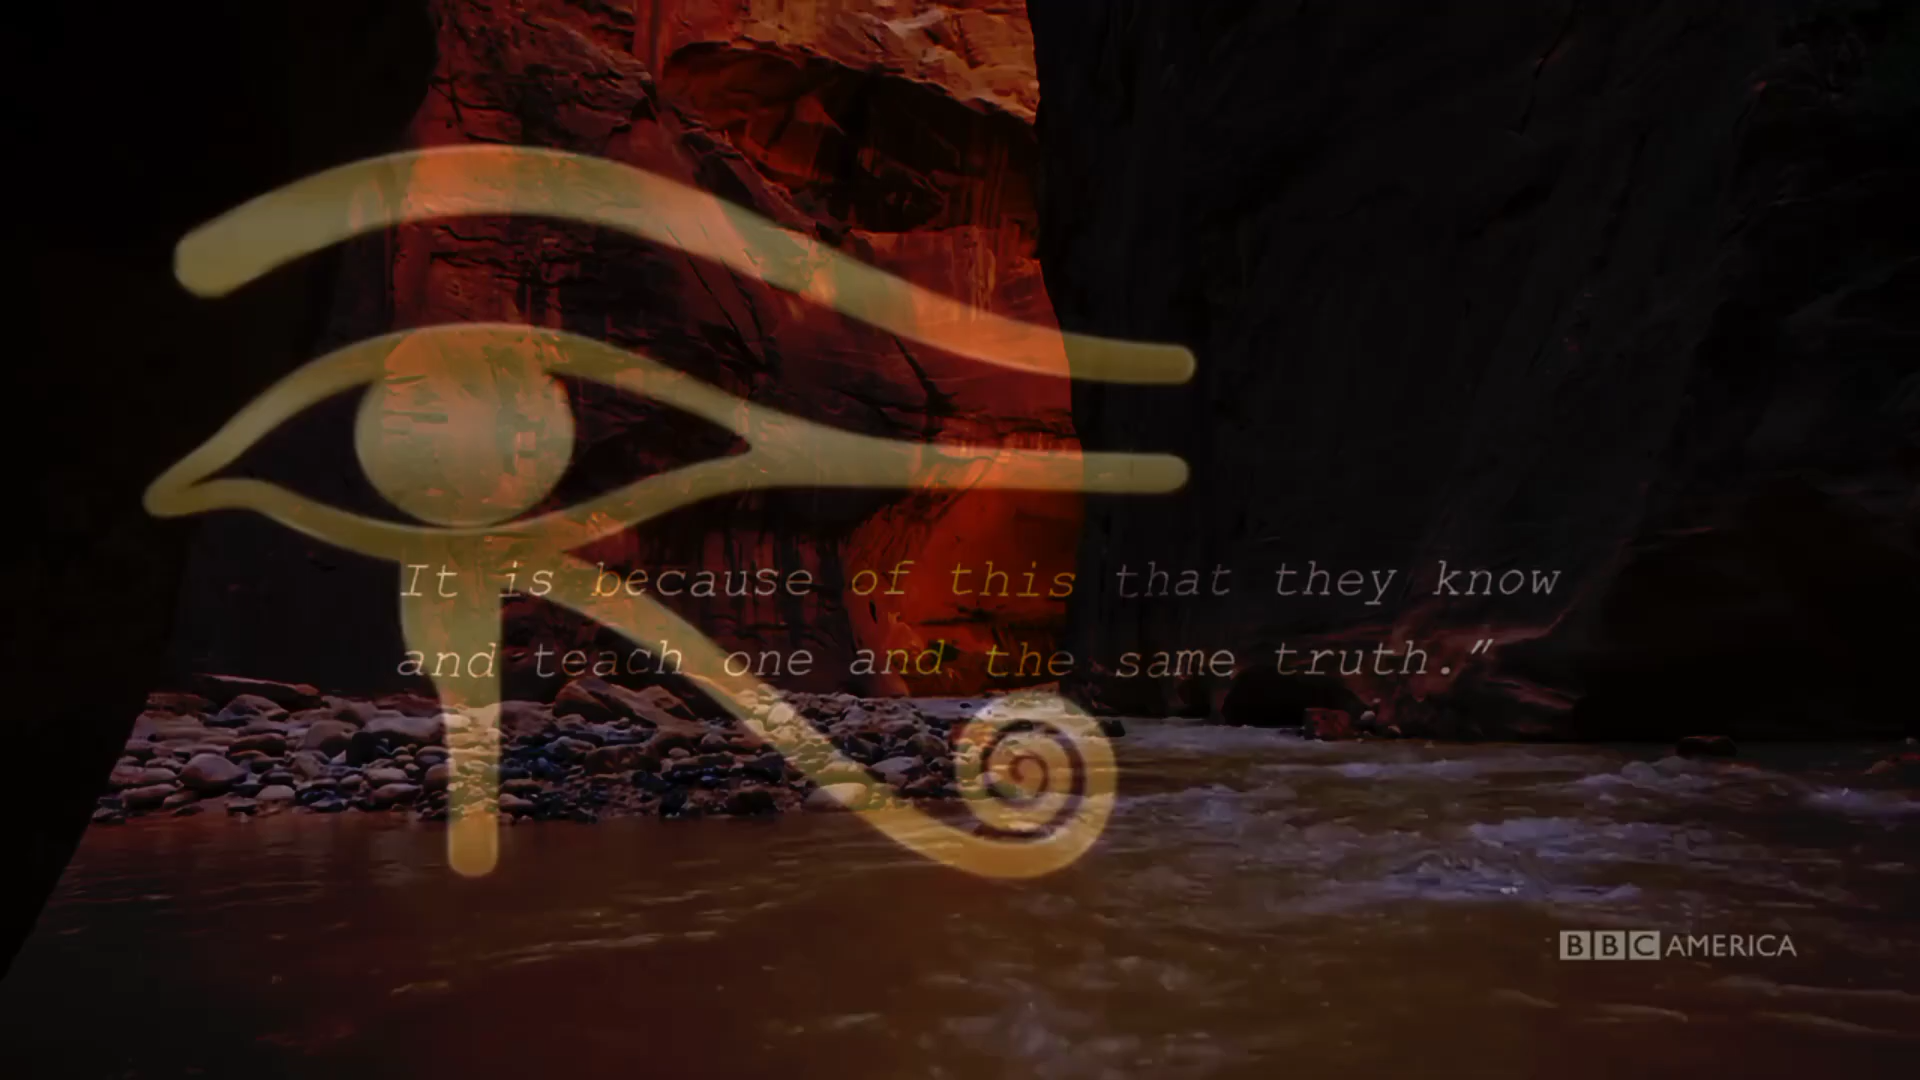 It is because of this that they know
and teach one and the same truth.”
BBC AMERICA